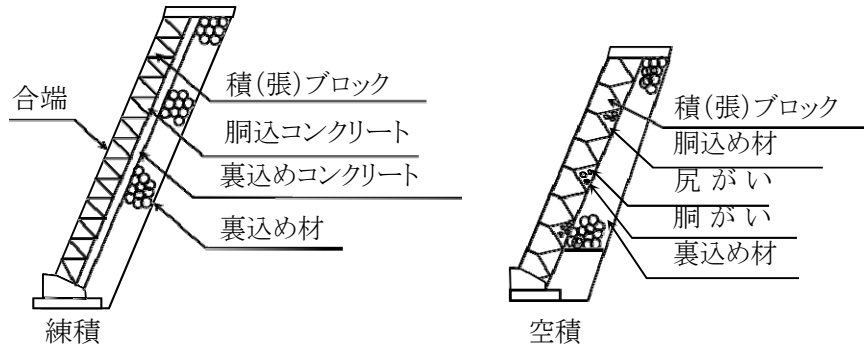 合端
積(張)ブロック
胴込コンクリート
裏込めコンクリート
裏込め材
練積
積(張)ブロック
胴込め材
尻がい
胴がい
裏込め材
空積